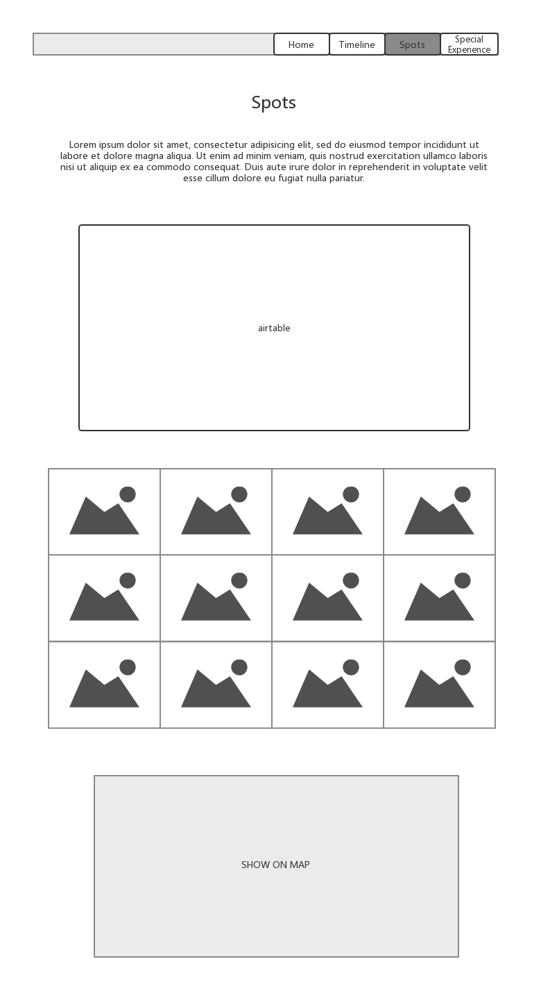 Home
Timeline
Spots
Special
Experience
Spots
Lorem ipsum dolor sit amet, consectetur adipisicing elit, sed do eiusmod tempor incididunt ut
labore et dolore magna aliqua. Ut enim ad minim veniam, quis nostrud exercitation ullamco laboris
nisi ut aliquip ex ea commodo consequat. Duis aute irure dolor in reprehenderit in voluptate velit
esse cillum dolore eu fugiat nulla pariatur.
airtable
SHOW ON MAP